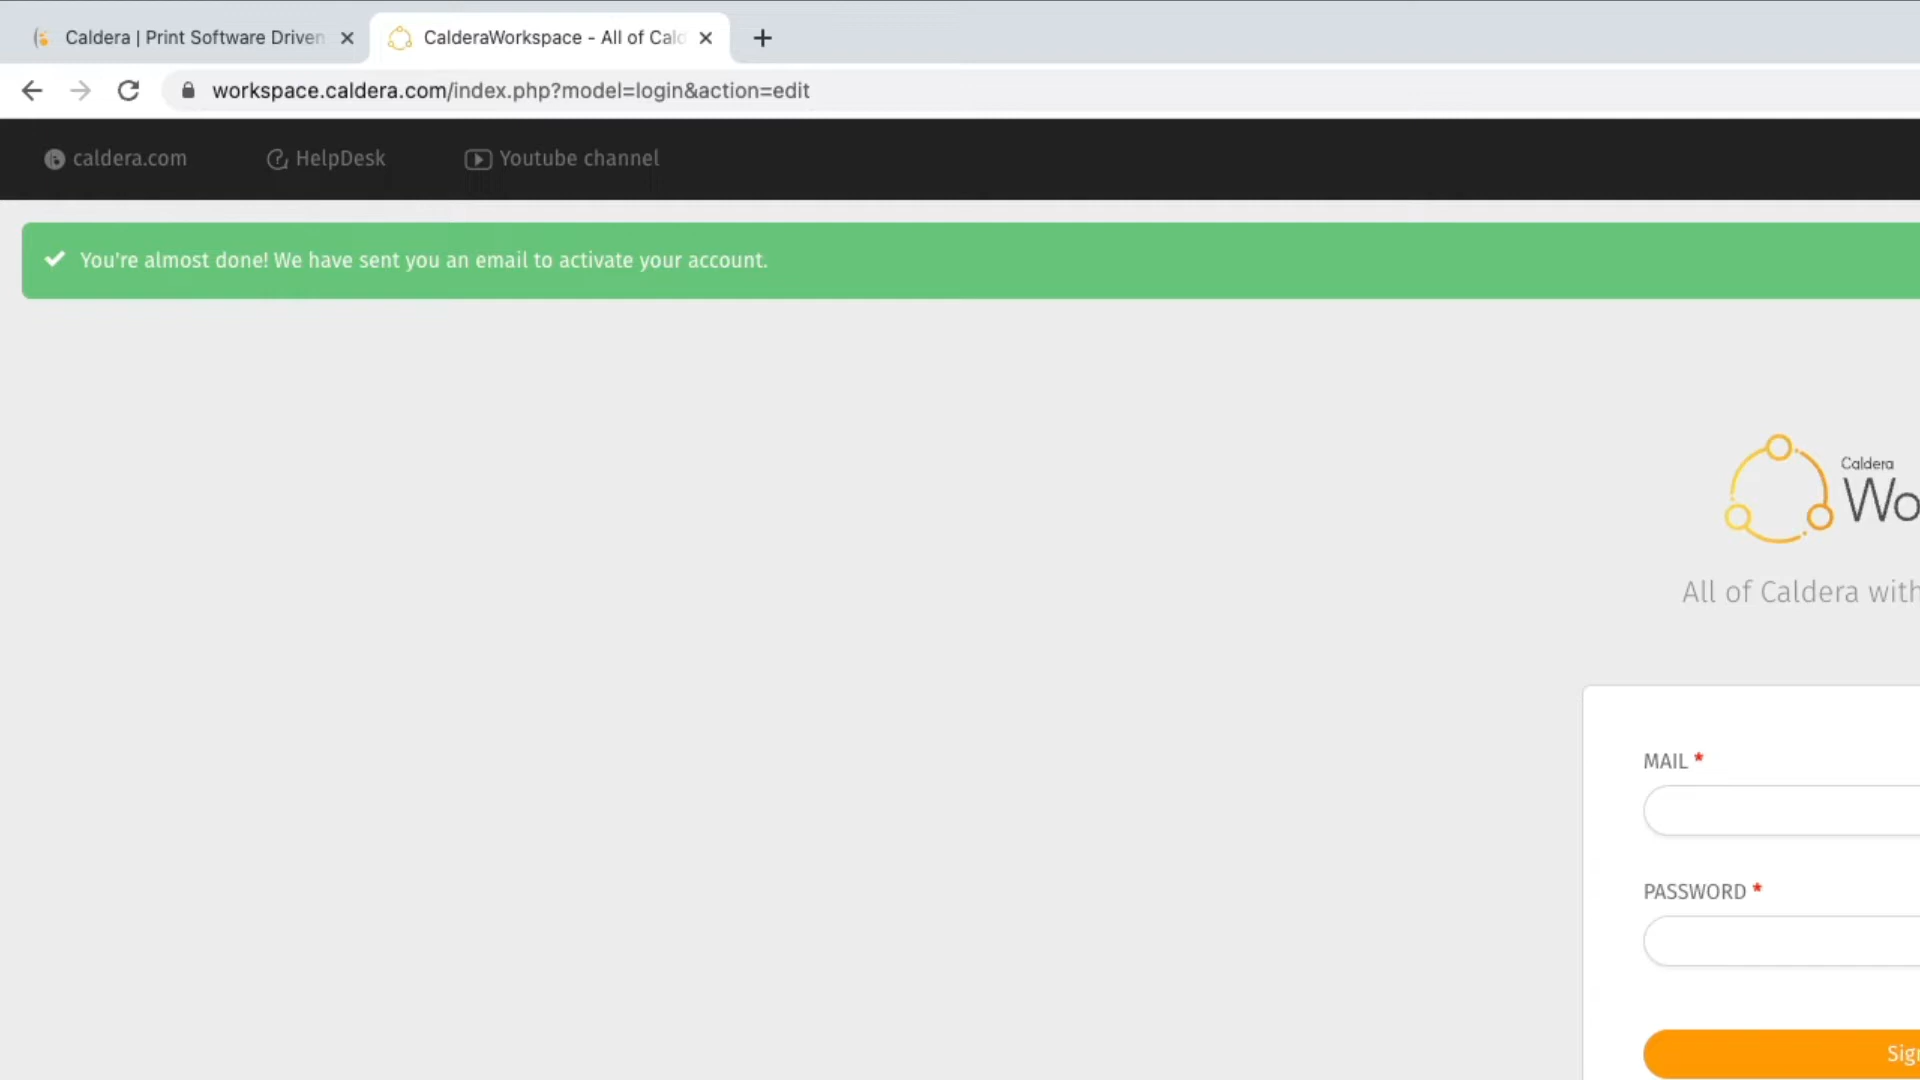 Caldera | Print Software Driven
CalderaWorkspace - All of Cald
workspace.caldera.com/index.php?model=login&action=edit
caldera.com
HelpDesk
Youtube channel
You're almost done! We have sent you an email to activate your account.
Caldera
Wo
All of Caldera with
MAIL *
PASSWORD *
Sign